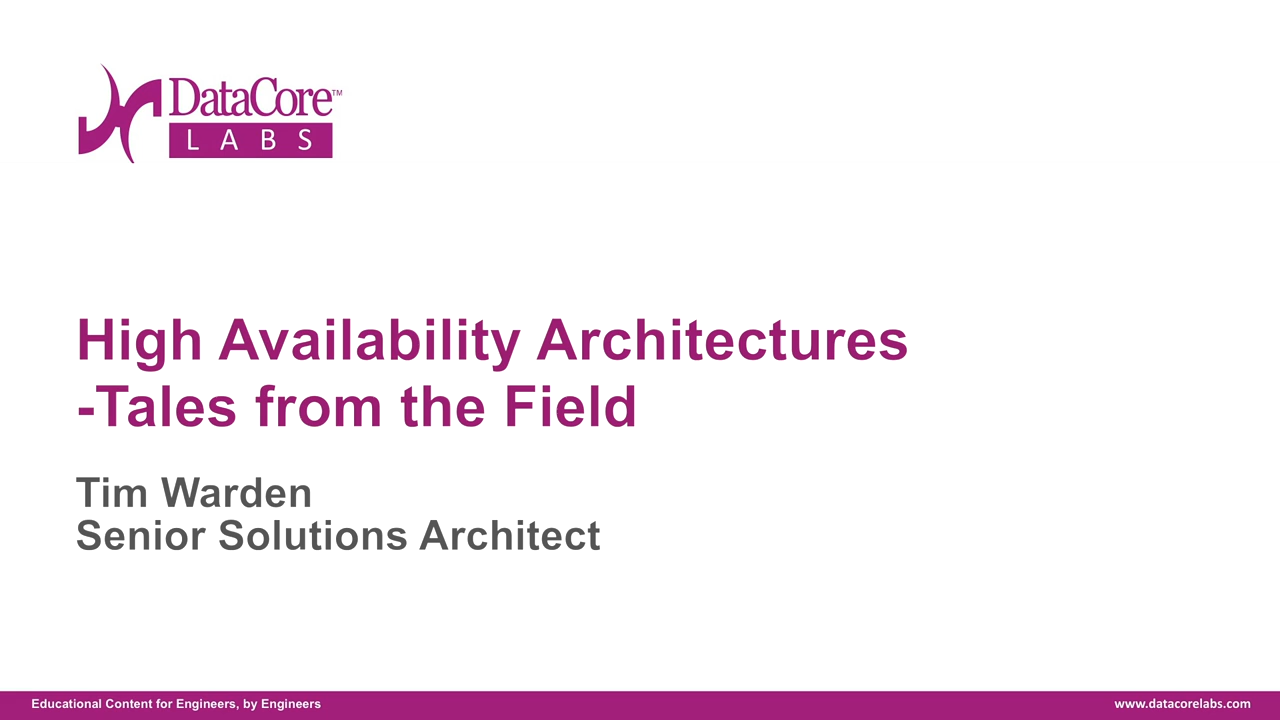 DataCore™
LABS
High Availability Architectures
-Tales from the Field
Tim Warden
Senior Solutions Architect
Educational Content for Engineers, by Engineers
www.datacorelabs.com